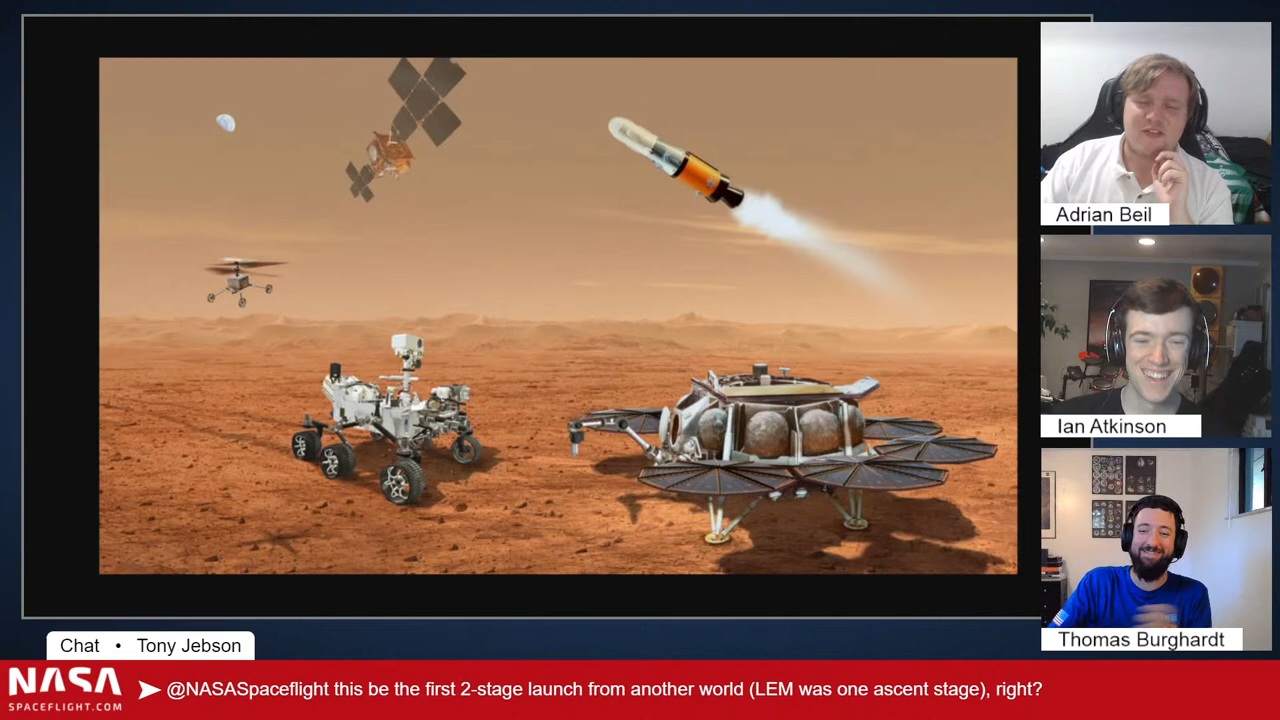 Adrian Beil
Ian Atkinson
Thomas Burghardt
Chat • Tony Jebson
NASA
SPACEFLIGHT.COM
@NASASpaceflight this be the first 2-stage launch from another world (LEM was one ascent stage), right?